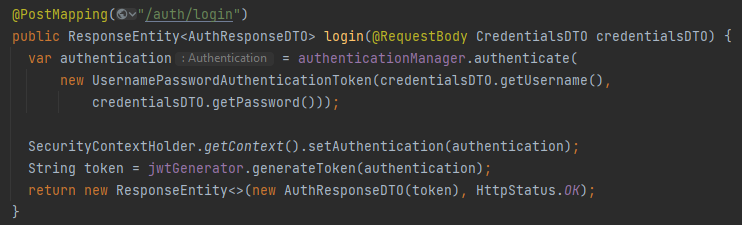 @PostMapping("/auth/login")
public ResponseEntity<AuthResponseDTO> login(@RequestBody CredentialsDTO credentialsDTO) {
  var authentication : Authentication = authenticationManager.authenticate(
      new UsernamePasswordAuthenticationToken(credentialsDTO.getUsername(),
          credentialsDTO.getPassword()));

  SecurityContextHolder.getContext().setAuthentication(authentication);
  String token = jwtGenerator.generateToken(authentication);
  return new ResponseEntity<>(new AuthResponseDTO(token), HttpStatus.OK);
}